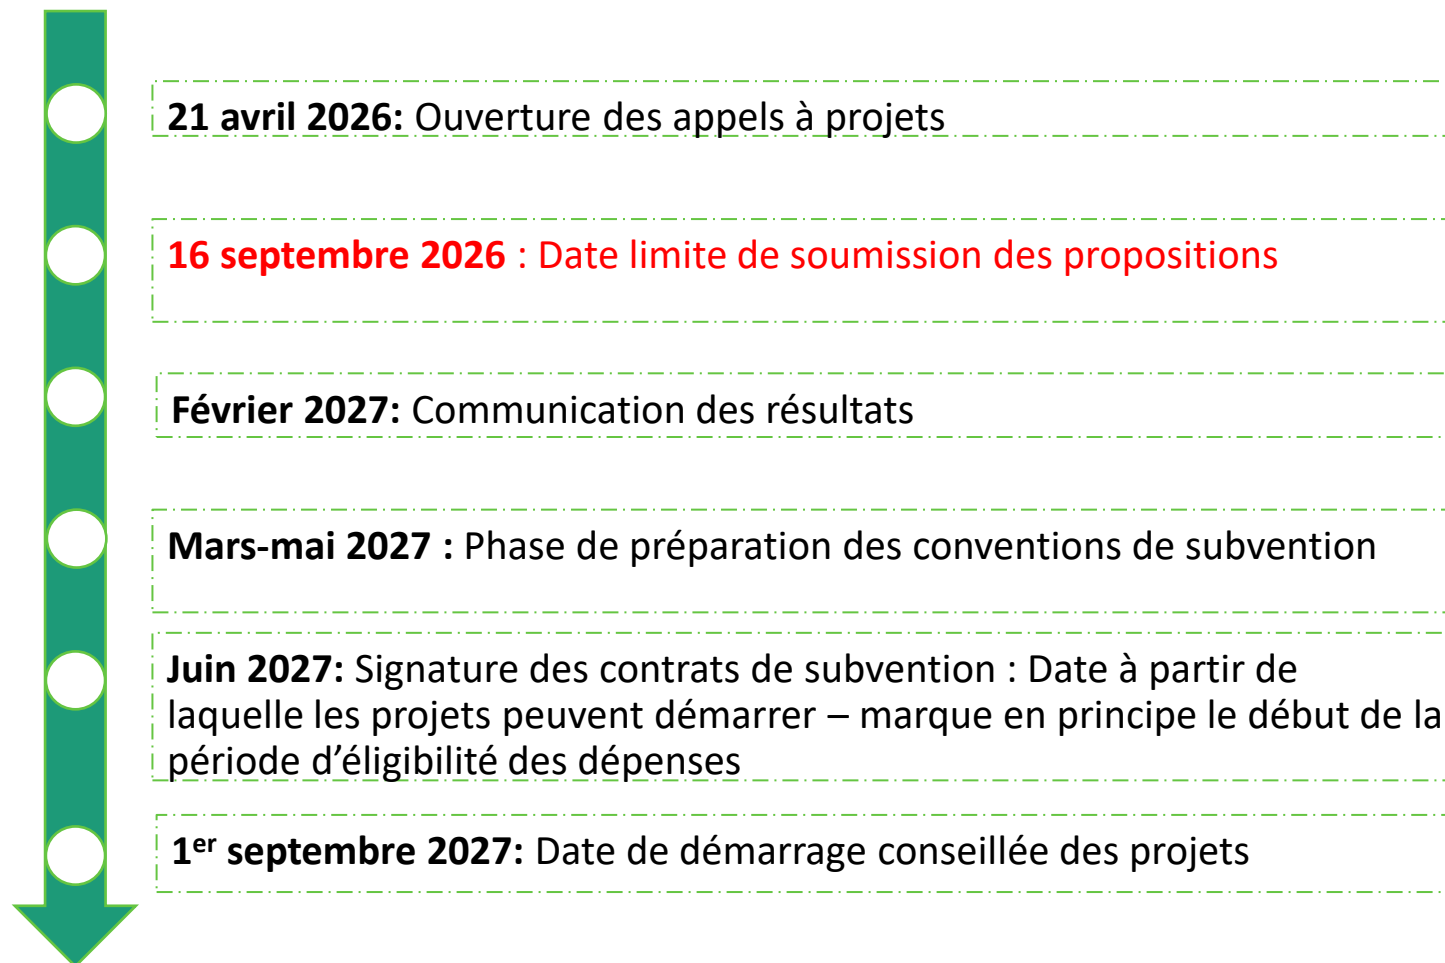 21 avril 2026: Ouverture des appels à projets
16 septembre 2026 : Date limite de soumission des propositions
Février 2027: Communication des résultats
Mars-mai 2027 : Phase de préparation des conventions de subvention
Juin 2027: Signature des contrats de subvention : Date à partir de
laquelle les projets peuvent démarrer – marque en principe le début de la
période d’éligibilité des dépenses
1er septembre 2027: Date de démarrage conseillée des projets